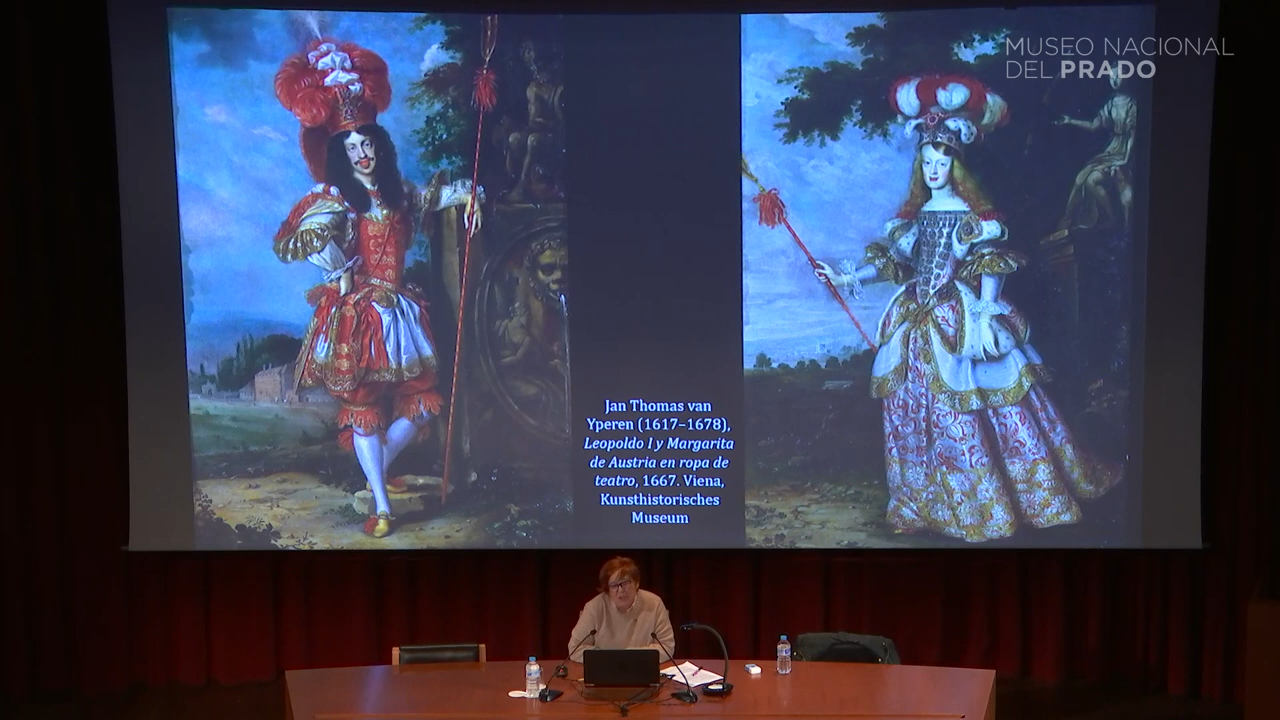 MUSEO NACIONAL
DEL PRADO
Jan Thomas van
Yperen (1617–1678),
Leopoldo I y Margarita
de Austria en ropa de
teatro, 1667. Viena,
Kunsthistorisches
Museum